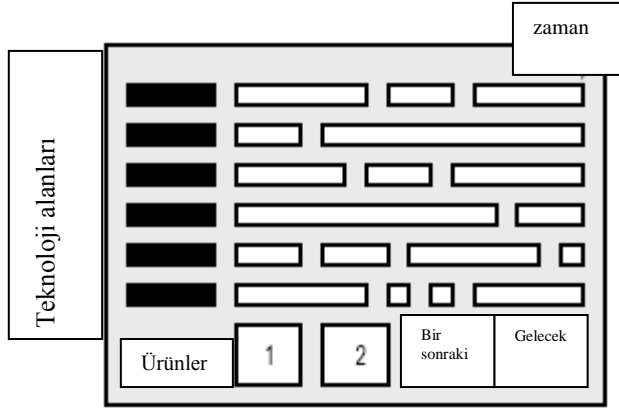 zaman
Teknoloji alanları
Ürünler
1
2
Bir
sonraki
Gelecek